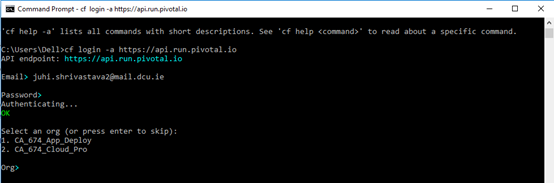 Command Prompt - cf login -a https://api.run.pivotal.io
'cf help -a' lists all commands with short descriptions. See 'cf help <command>' to read about a specific command.
C:\Users\Dell>cf login -a https://api.run.pivotal.io
API endpoint: https://api.run.pivotal.io
Email> juhi.shrivastava2@mail.dcu.ie
Password>
Authenticating...
OK
Select an org (or press enter to skip):
1. CA_674_App_Deploy
2. CA_674_Cloud_Pro
Org>